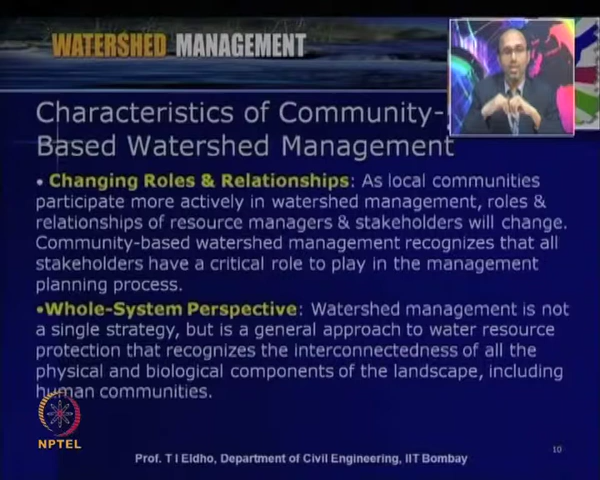 WATERSHED MANAGEMENT
Characteristics of Community-
Based Watershed Management
• Changing Roles & Relationships: As local communities
participate more actively in watershed management, roles &
relationships of resource managers & stakeholders will change.
Community-based watershed management recognizes that all
stakeholders have a critical role to play in the management
planning process.
•Whole-System Perspective: Watershed management is not
a single strategy, but is a general approach to water resource
protection that recognizes the interconnectedness of all the
physical and biological components of the landscape, including
human communities.
NPTEL
10
Prof. T I Eldho, Department of Civil Engineering, IIT Bombay